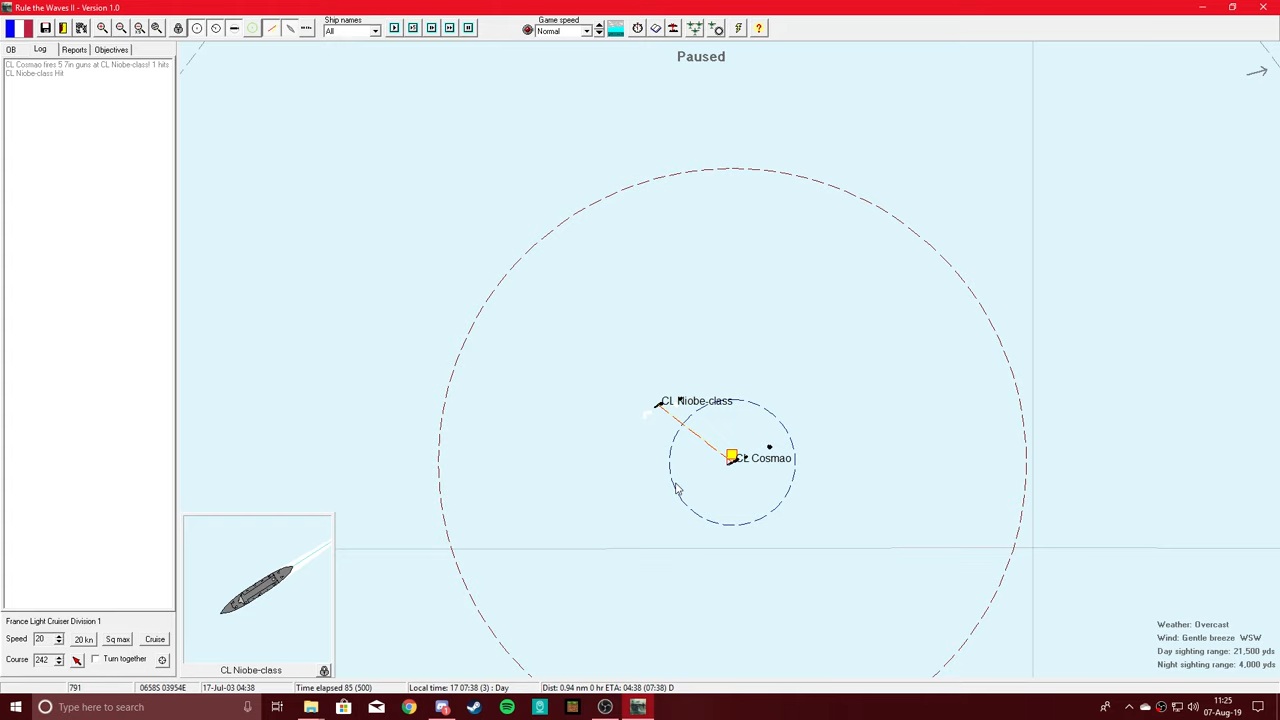 Rule the Waves II - Version 1.0
Ship names
All
Game speed
Normal
OB
Log
Reports
Objectives
CL Cosmao fires 5 7in guns at CL Niobe-class! 1 hits
CL Niobe-class Hit
Paused
CL Niobe-class
CL Cosmao
CL Niobe-class
Weather: Overcast
Wind: Gentle breeze WSW
Day sighting range: 21,500 yds
Night sighting range: 4,000 yds
France Light Cruiser Division 1
Speed 20 20 kn Sq max Cruise
Course 242 Turn together
791
0658S 03954E
17-Jul-03 04:38
Time elapsed 85 (500)
Local time: 17 07:38 (3) : Day
Dist: 0.94 nm 0 hr ETA: 04:38 (07:38) D
Type here to search
11:25
07-Aug-19